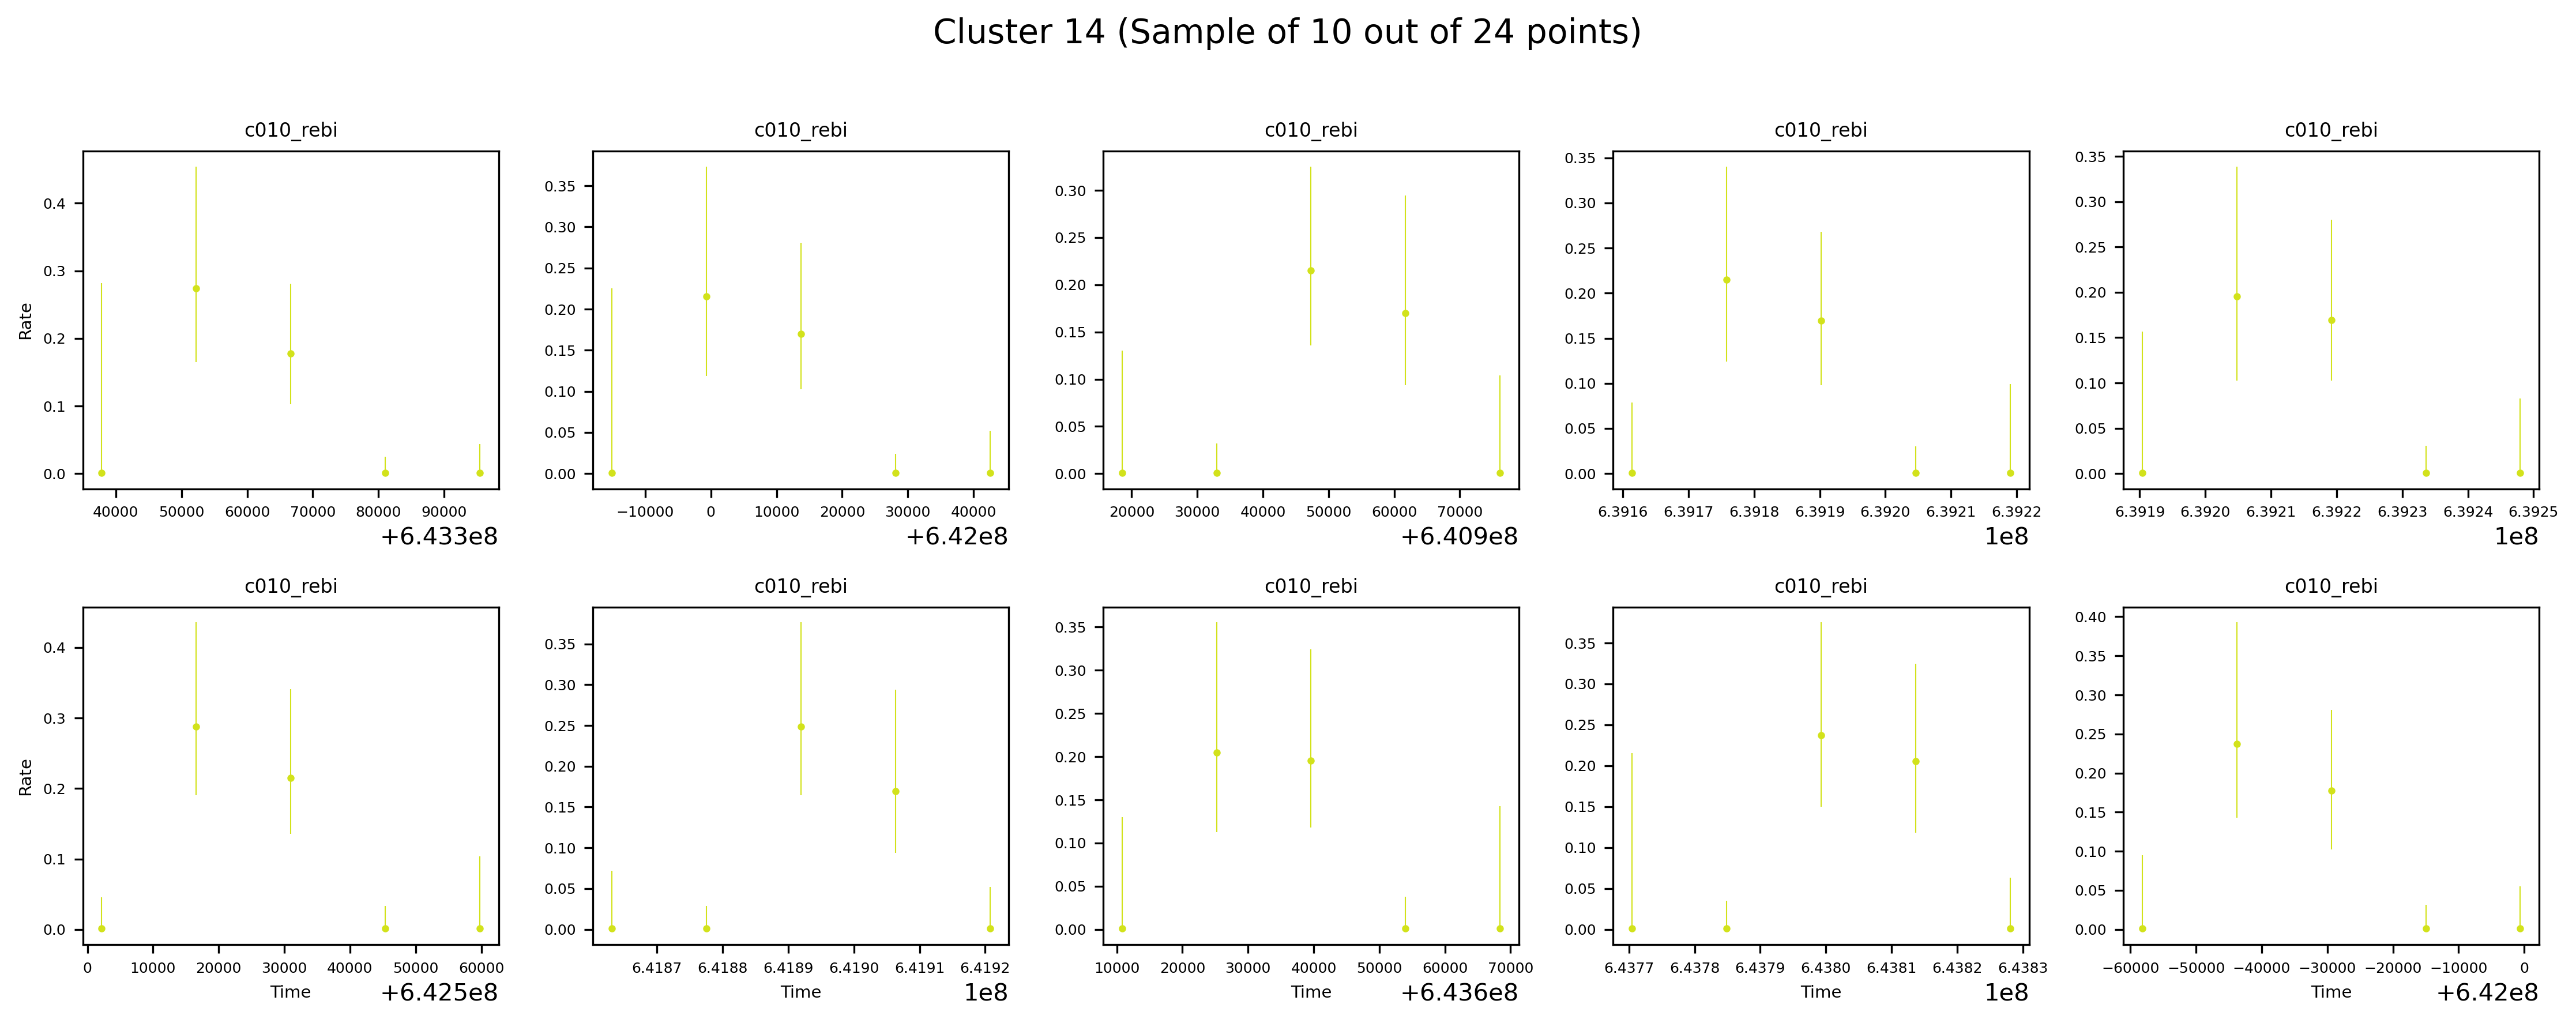 Cluster 14 (Sample of 10 out of 24 points)
c010_rebi c010_rebi c010_rebi c010_rebi c010_rebi
Rate
0.4
0.3
0.2
0.1
0.0
40000 50000 60000 70000 80000 90000
+6.433e8
0.35
0.30
0.25
0.20
0.15
0.10
0.05
0.00
−10000 0 10000 20000 30000 40000
+6.42e8
0.30
0.25
0.20
0.15
0.10
0.05
0.00
20000 30000 40000 50000 60000 70000
+6.409e8
0.35
0.30
0.25
0.20
0.15
0.10
0.05
0.00
6.3916 6.3917 6.3918 6.3919 6.3920 6.3921 6.3922
1e8
0.35
0.30
0.25
0.20
0.15
0.10
0.05
0.00
6.3919 6.3920 6.3921 6.3922 6.3923 6.3924 6.3925
1e8
c010_rebi c010_rebi c010_rebi c010_rebi c010_rebi
Rate
0.4
0.3
0.2
0.1
0.0
0 10000 20000 30000 40000 50000 60000
Time +6.425e8
0.35
0.30
0.25
0.20
0.15
0.10
0.05
0.00
6.4187 6.4188 6.4189 6.4190 6.4191 6.4192
Time 1e8
0.35
0.30
0.25
0.20
0.15
0.10
0.05
0.00
10000 20000 30000 40000 50000 60000 70000
Time +6.436e8
0.35
0.30
0.25
0.20
0.15
0.10
0.05
0.00
6.4377 6.4378 6.4379 6.4380 6.4381 6.4382 6.4383
Time 1e8
0.40
0.35
0.30
0.25
0.20
0.15
0.10
0.05
0.00
−60000 −50000 −40000 −30000 −20000 −10000 0
Time +6.42e8